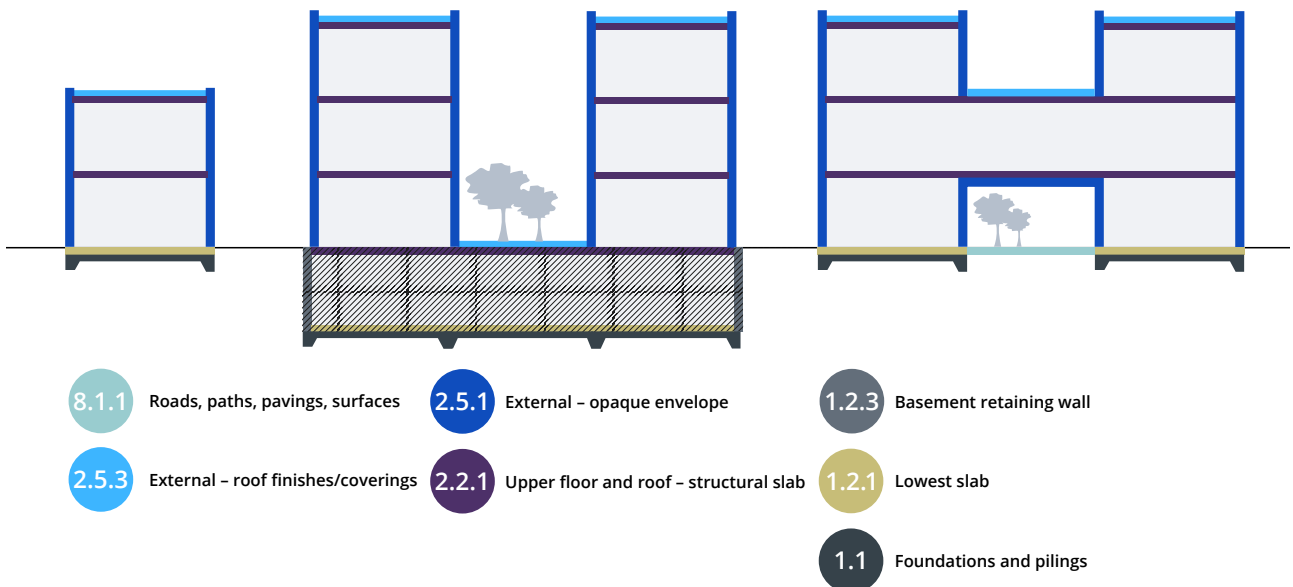 8.1.1 Roads, paths, pavings, surfaces
2.5.1 External – opaque envelope
1.2.3 Basement retaining wall
2.5.3 External – roof finishes/coverings
2.2.1 Upper floor and roof – structural slab
1.2.1 Lowest slab
1.1 Foundations and pilings